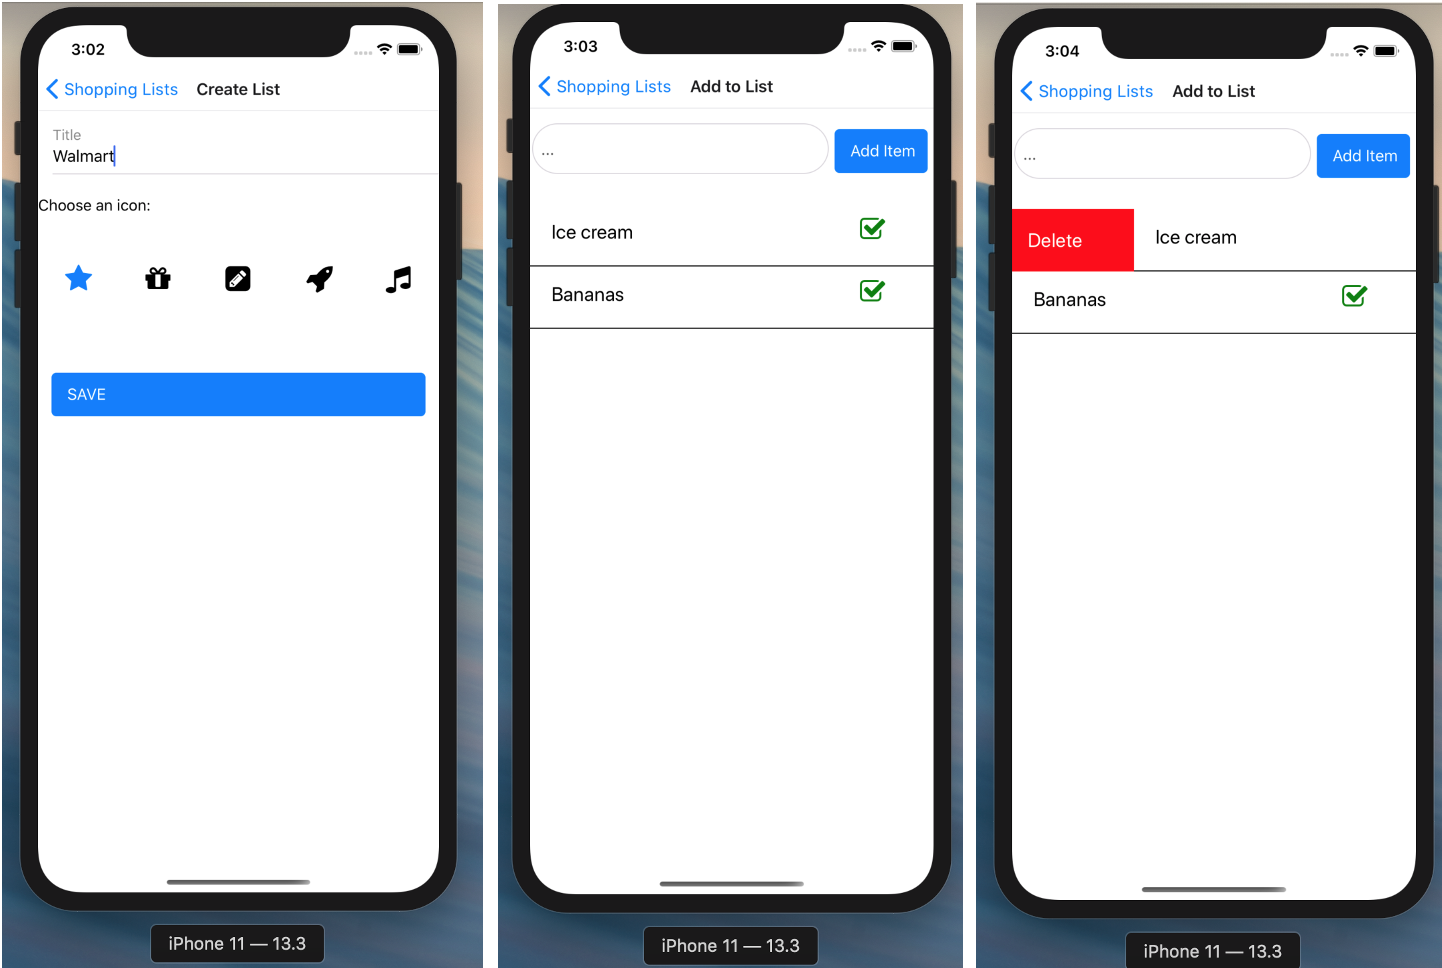 3:02
Shopping Lists Create List
Title
Walmart
Choose an icon:
SAVE
iPhone 11 — 13.3
3:03
Shopping Lists Add to List
... Add Item
Ice cream
Bananas
iPhone 11 — 13.3
3:04
Shopping Lists Add to List
... Add Item
Delete Ice cream
Bananas
iPhone 11 — 13.3